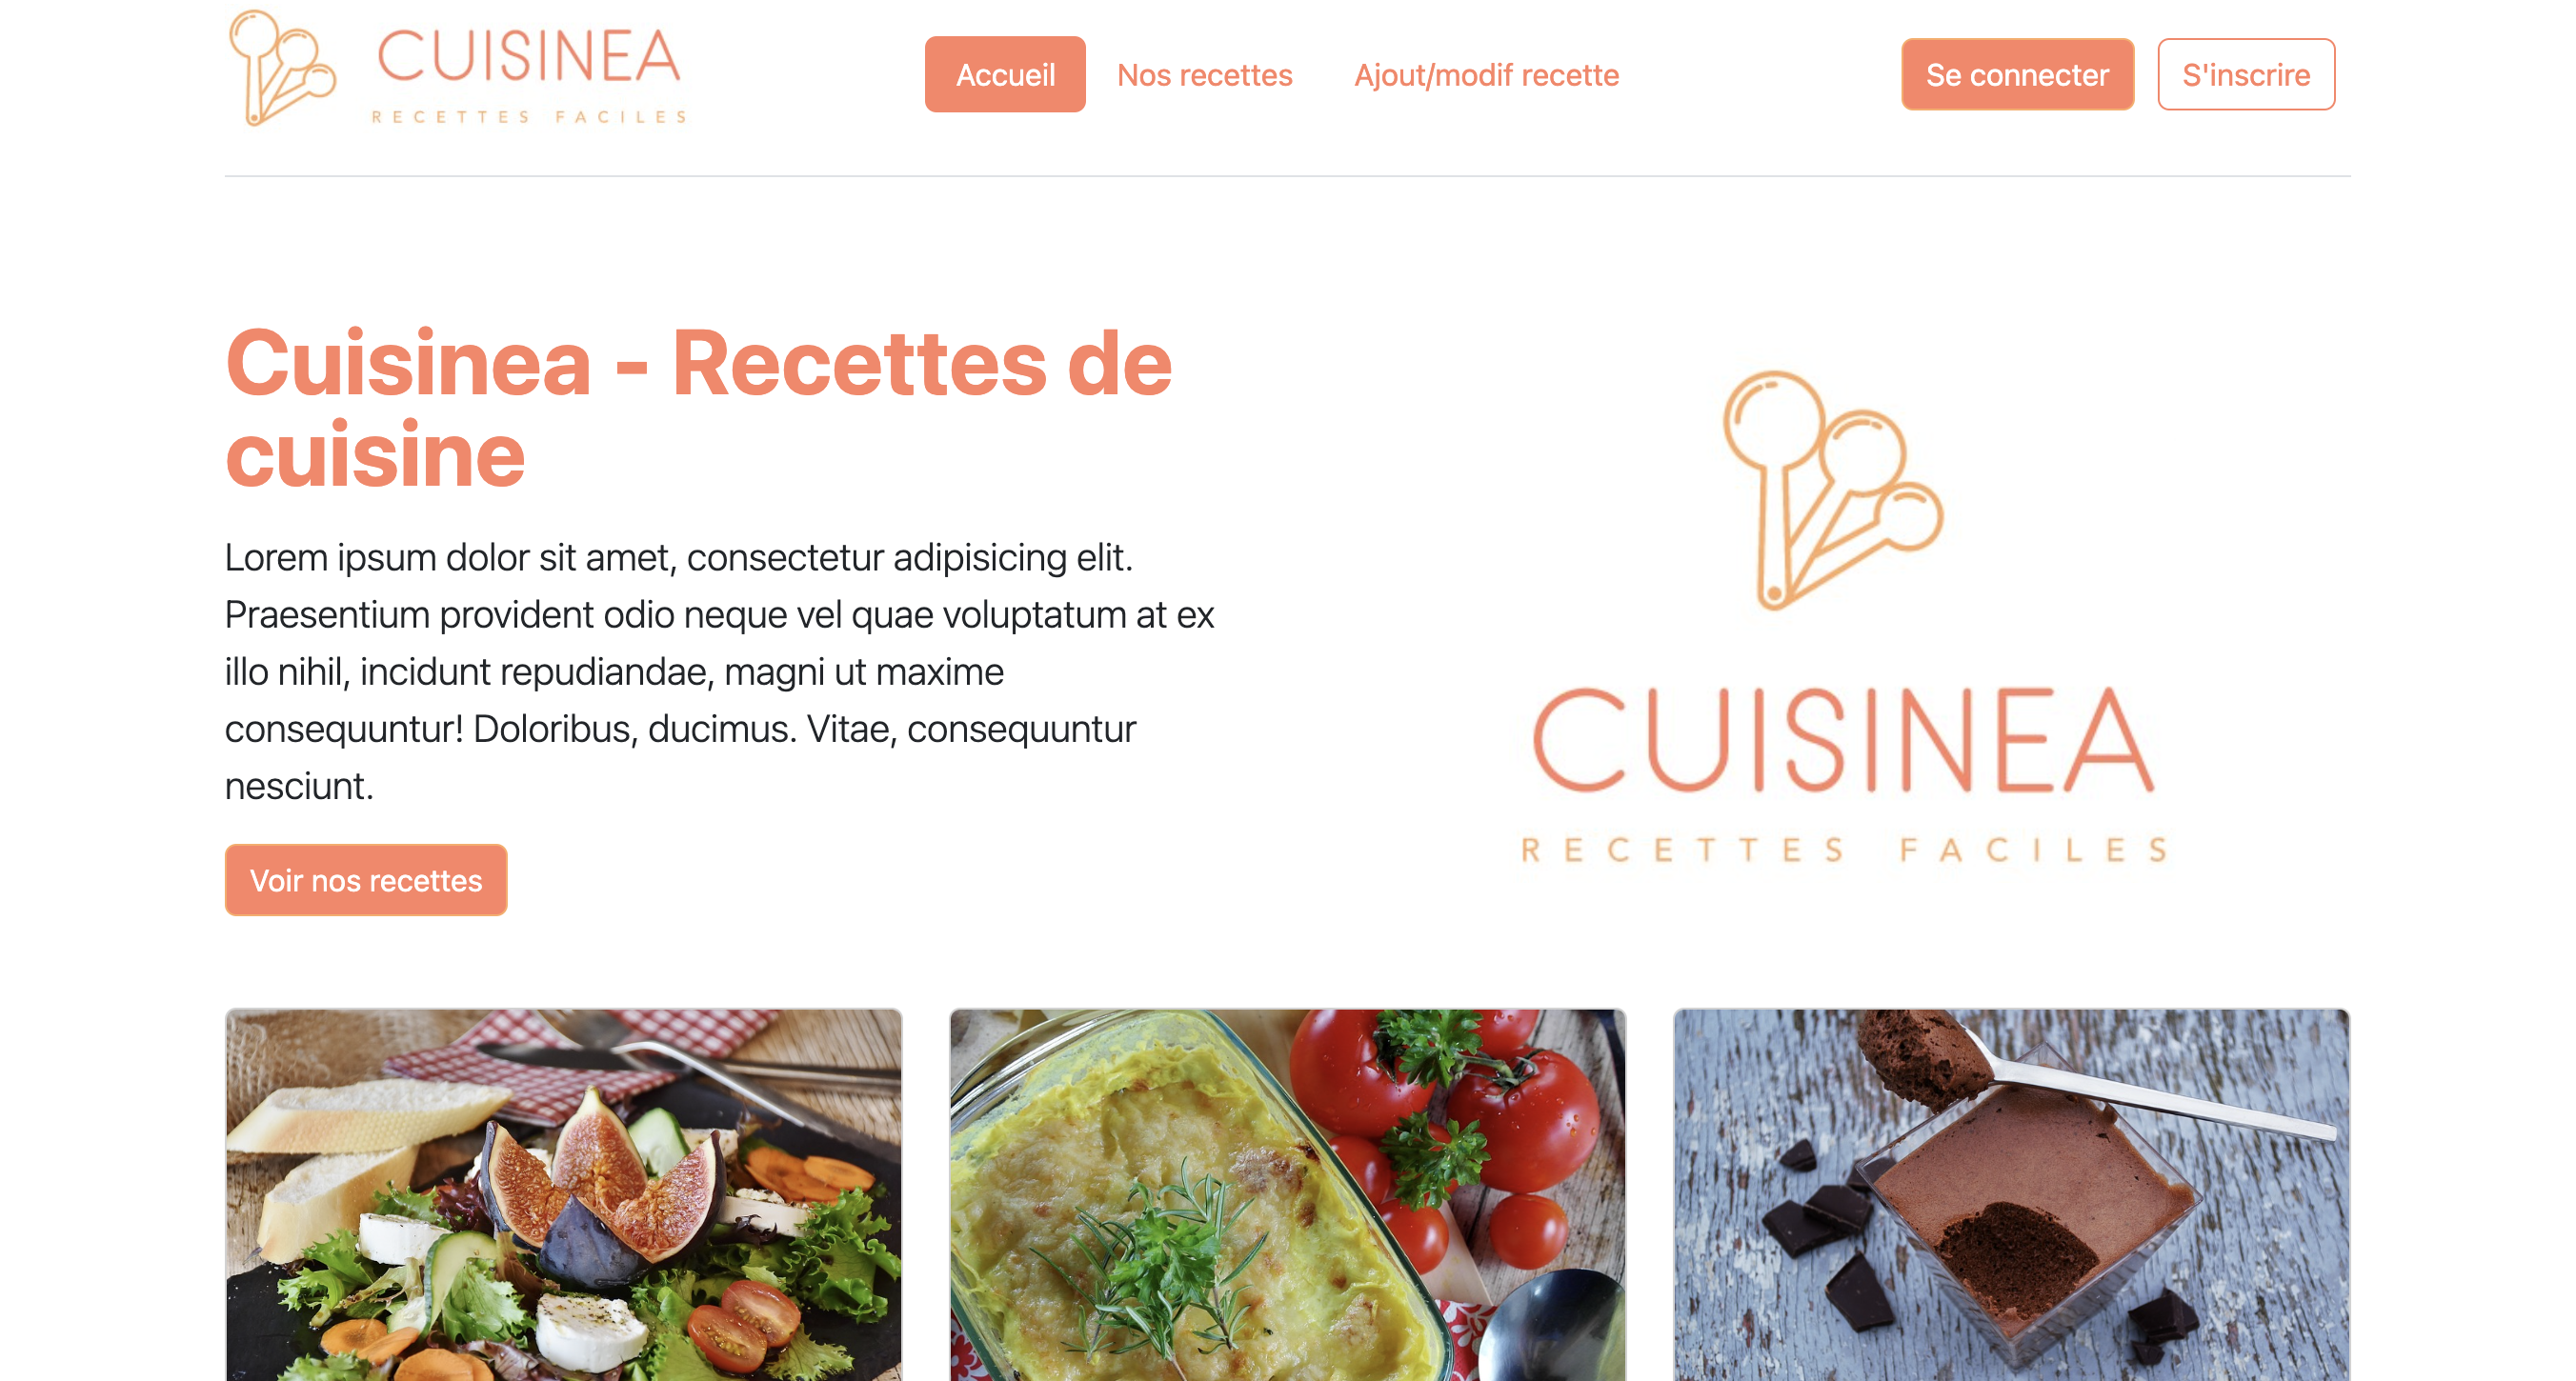 CUISINEA
RECETTES FACILES
Accueil
Nos recettes
Ajout/modif recette
Se connecter
S'inscrire
Cuisinea - Recettes de
cuisine
Lorem ipsum dolor sit amet, consectetur adipisicing elit.
Praesentium provident odio neque vel quae voluptatum at ex
illo nihil, incidunt repudiandae, magni ut maxime
consequuntur! Doloribus, ducimus. Vitae, consequuntur
nesciunt.
Voir nos recettes
CUISINEA
RECETTES FACILES